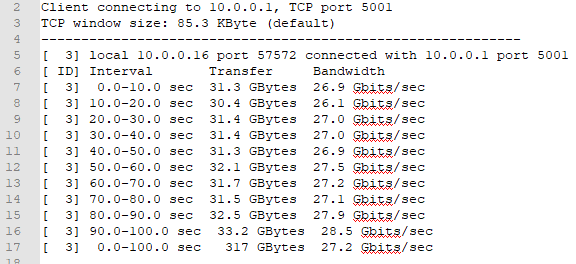 2 Client connecting to 10.0.0.1, TCP port 5001
3 TCP window size: 85.3 KByte (default)
4 ------------------------------------------------------------
5 [  3] local 10.0.0.16 port 57572 connected with 10.0.0.1 port 5001
6 [ ID] Interval       Transfer     Bandwidth
7 [  3]  0.0-10.0 sec  31.3 GBytes  26.9 Gbits/sec
8 [  3] 10.0-20.0 sec  30.4 GBytes  26.1 Gbits/sec
9 [  3] 20.0-30.0 sec  31.4 GBytes  27.0 Gbits/sec
10 [  3] 30.0-40.0 sec  31.4 GBytes  27.0 Gbits/sec
11 [  3] 40.0-50.0 sec  31.3 GBytes  26.9 Gbits/sec
12 [  3] 50.0-60.0 sec  32.1 GBytes  27.5 Gbits/sec
13 [  3] 60.0-70.0 sec  31.7 GBytes  27.2 Gbits/sec
14 [  3] 70.0-80.0 sec  31.5 GBytes  27.1 Gbits/sec
15 [  3] 80.0-90.0 sec  32.5 GBytes  27.9 Gbits/sec
16 [  3] 90.0-100.0 sec  33.2 GBytes  28.5 Gbits/sec
17 [  3]  0.0-100.0 sec   317 GBytes  27.2 Gbits/sec
18